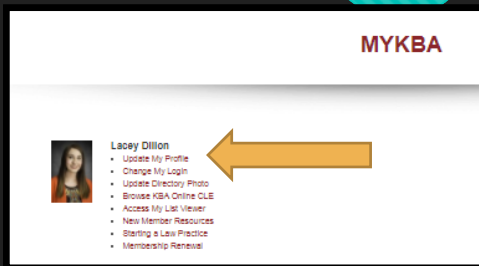 MYKBA
Lacey Dillon
Update My Profile
Change My Login
Update Directory Photo
Browse KBA Online CLE
Access My List Viewer
New Member Resources
Starting a Law Practice
Membership Renewal